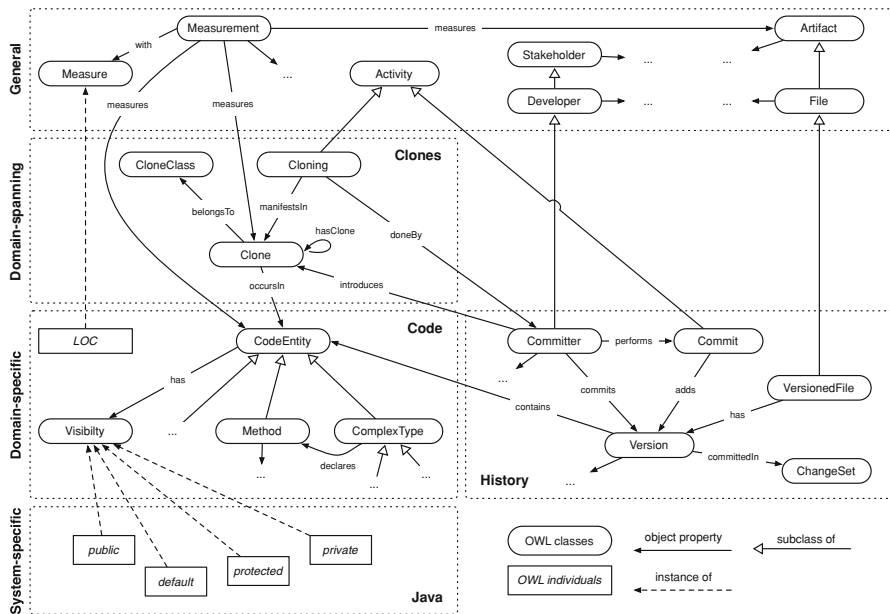 General
Measurement
measures
Artifact
with
Stakeholder
...
...
...
Measure
Activity
measures
measures
Developer
...
...
File
Domain-spanning
Clones
CloneClass
Cloning
belongsTo
manifestsIn
hasClone
doneBy
Clone
occursIn
introduces
Domain-specific
Code
LOC
CodeEntity
Committer
performs
Commit
has
...
commits
adds
contains
VersionedFile
has
Visibilty
...
Method
ComplexType
Version
declares
committedIn
ChangeSet
...
...
...
...
History
System-specific
public
default
protected
private
Java
OWL classes
object property
subclass of
OWL individuals
instance of